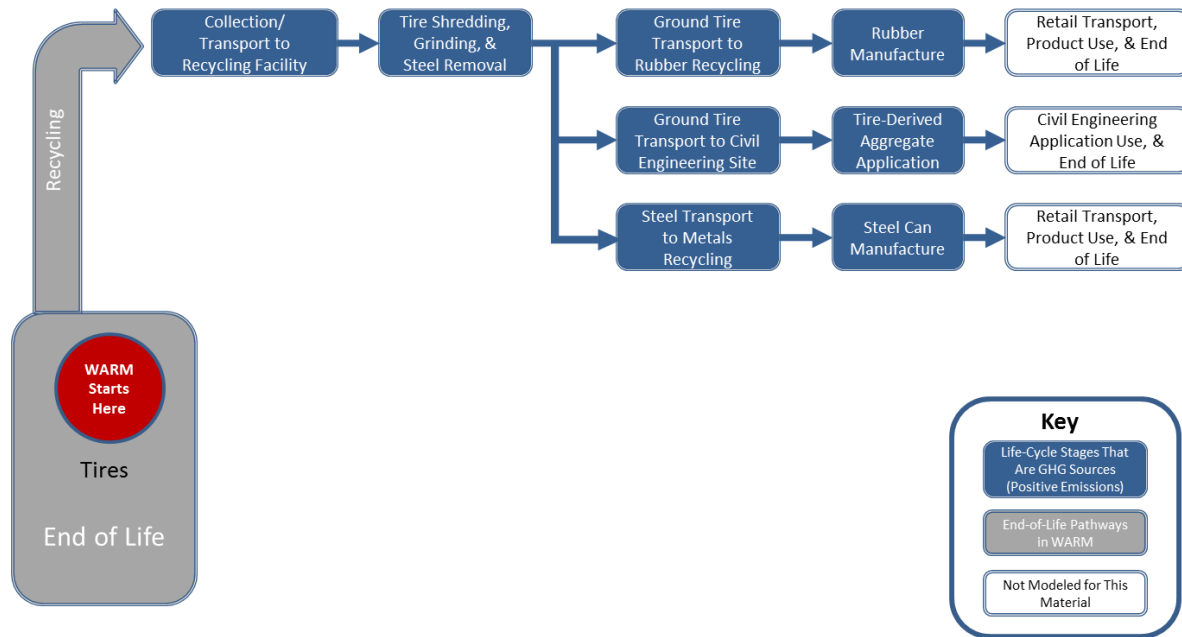 Collection/
Transport to
Recycling Facility
Tire Shredding,
Grinding, &
Steel Removal
Ground Tire
Transport to
Rubber Recycling
Rubber
Manufacture
Retail Transport,
Product Use, & End
of Life
Recycling
Ground Tire
Transport to Civil
Engineering Site
Tire-Derived
Aggregate
Application
Civil Engineering
Application Use, &
End of Life
Steel Transport
to Metals
Recycling
Steel Can
Manufacture
Retail Transport,
Product Use, & End
of Life
WARM
Starts
Here
Tires
End of Life
Key
Life-Cycle Stages That
Are GHG Sources
(Positive Emissions)
End-of-Life Pathways
in WARM
Not Modeled for This
Material